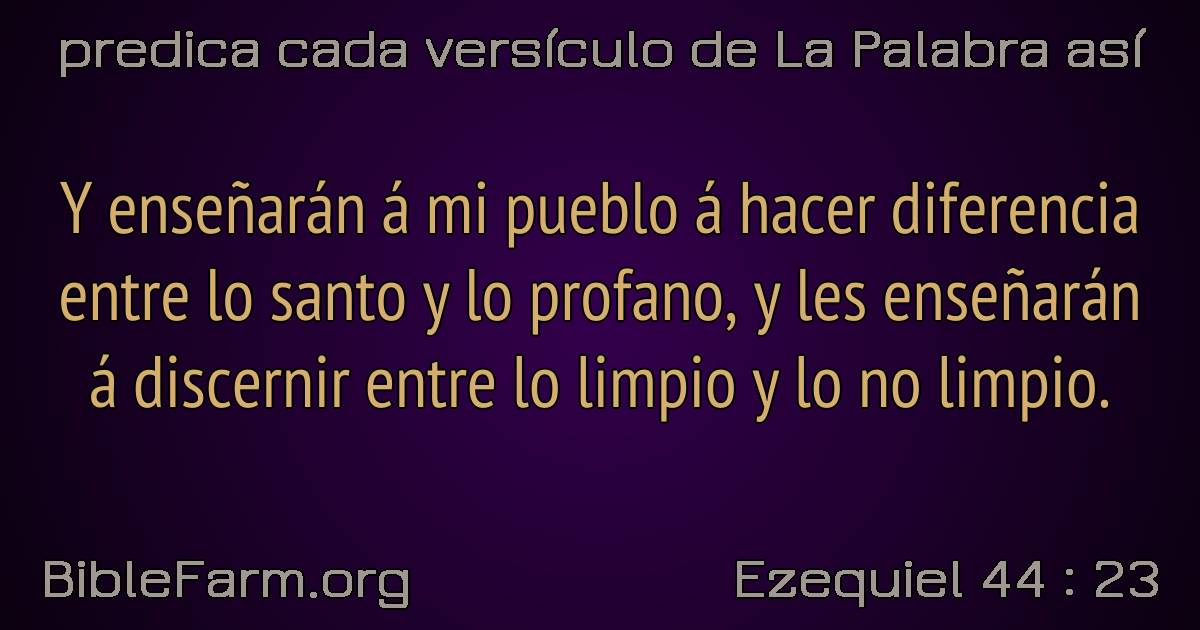 predica cada versículo de La Palabra así
Y enseñarán á mi pueblo á hacer diferencia
entre lo santo y lo profano, y les enseñarán
á discernir entre lo limpio y lo no limpio.
BibleFarm.org
Ezequiel 44 : 23